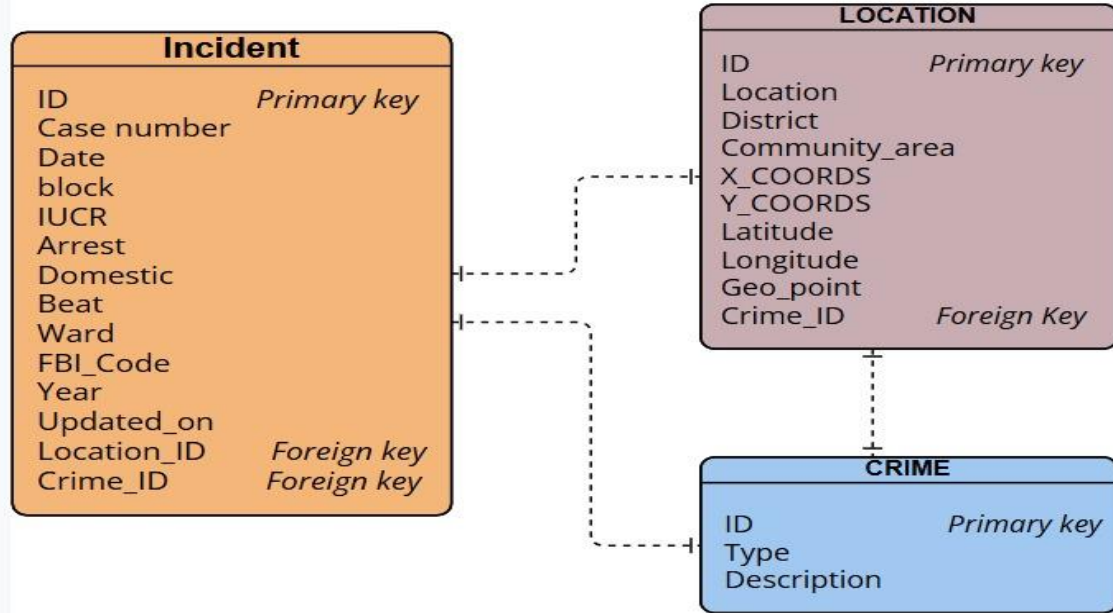 Incident
ID Primary key
Case number
Date
block
IUCR
Arrest
Domestic
Beat
Ward
FBI_Code
Year
Updated_on
Location_ID Foreign key
Crime_ID Foreign key
LOCATION
ID Primary key
Location
District
Community_area
X_COORDS
Y_COORDS
Latitude
Longitude
Geo_point
Crime_ID Foreign Key
CRIME
ID Primary key
Type
Description